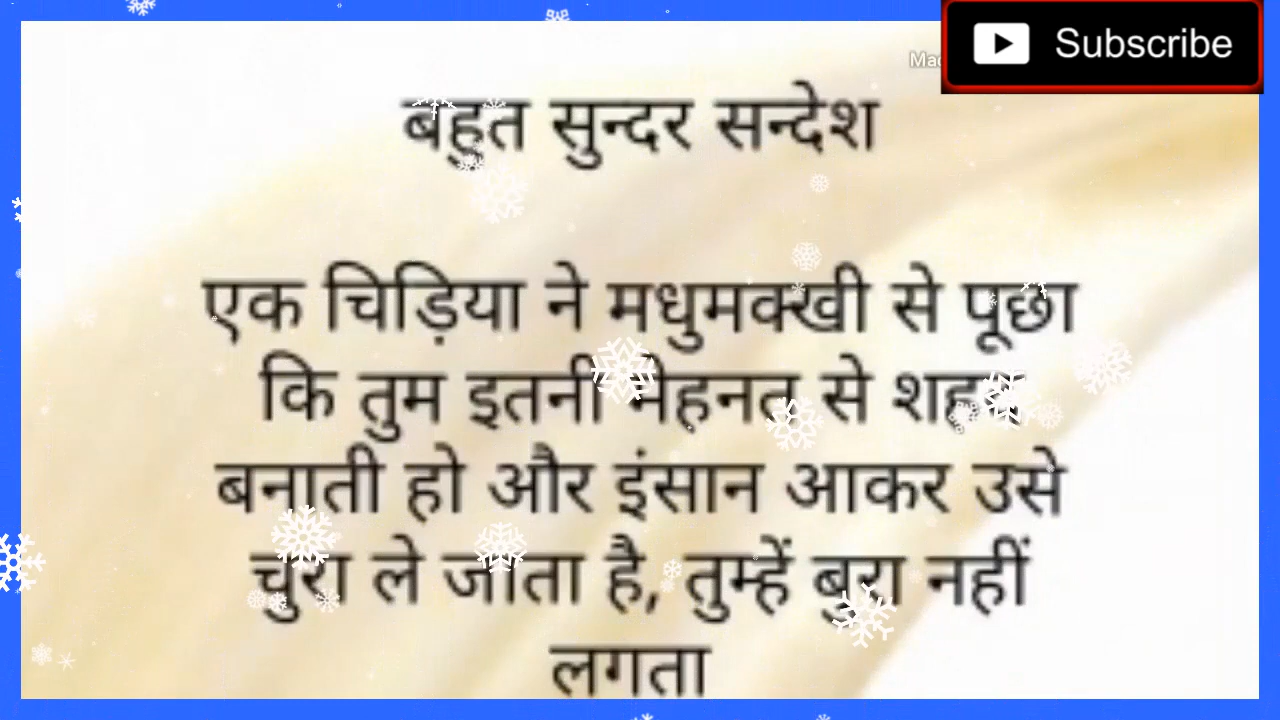 Subscribe
बहुत सुन्दर सन्देश
एक चिड़िया ने मधुमक्खी से पूछा
कि तुम इतनी मेहनत से शहद
बनाती हो और इंसान आकर उसे
चुरा ले जाता है, तुम्हें बुरा नहीं
लगता